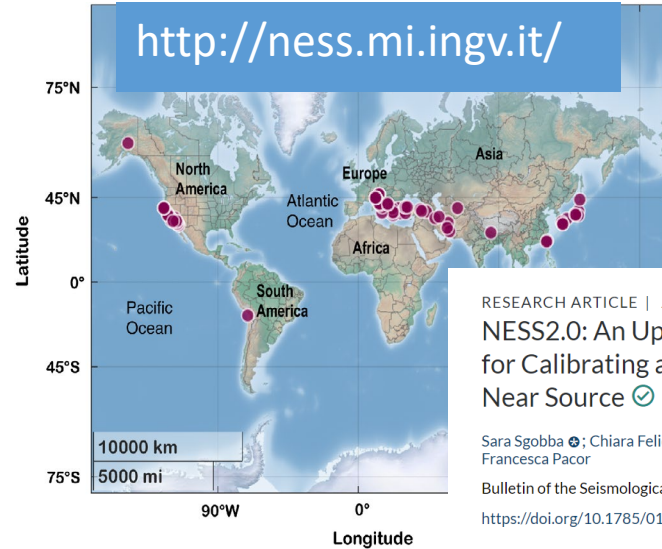 http://ness.mi.ingv.it/
75°N
45°N
0°
45°S
75°S
Latitude
North
America
Europe
Asia
Atlantic
Ocean
Africa
South
America
Pacific
Ocean
10000 km
5000 mi
90°W
0°
Longitude
RESEARCH ARTICLE |
NESS2.0: An Up
for Calibrating a
Near Source
Sara Sgobba ; Chiara Feli
Francesca Pacor
Bulletin of the Seismologica
https://doi.org/10.1785/01